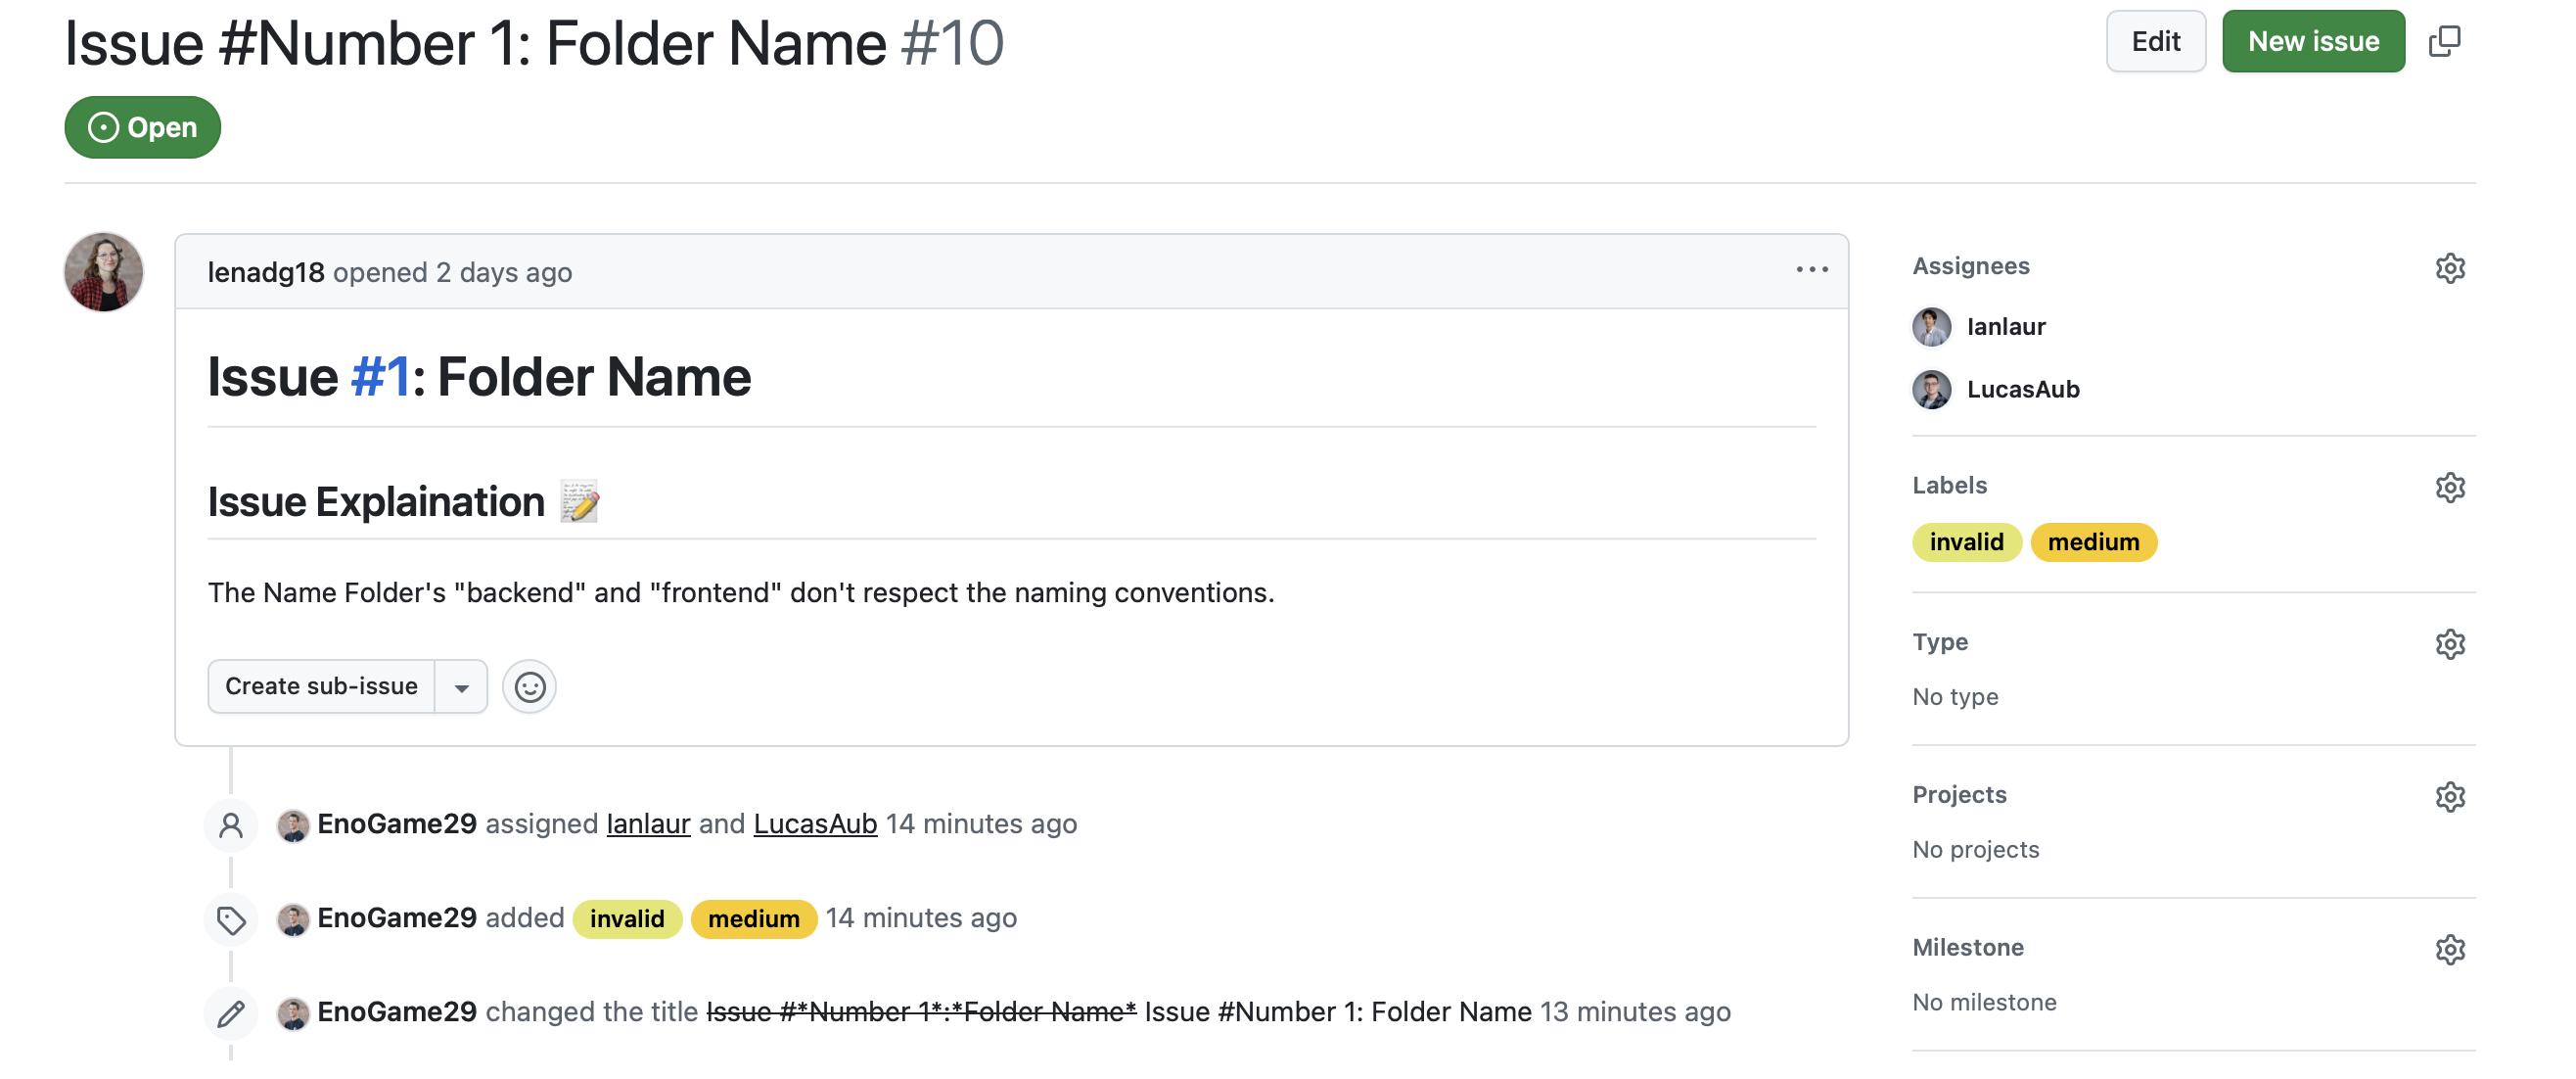 Issue #Number 1: Folder Name #10
Edit
New issue
Open
lenadg18 opened 2 days ago
Issue #1: Folder Name
Issue Explaination 📝
The Name Folder's "backend" and "frontend" don't respect the naming conventions.
Create sub-issue
EnoGame29 assigned lanlaur and LucasAub 14 minutes ago
EnoGame29 added invalid medium 14 minutes ago
EnoGame29 changed the title Issue #*Number 1*:*Folder Name* Issue #Number 1: Folder Name 13 minutes ago
Assignees
lanlaur
LucasAub
Labels
invalid medium
Type
No type
Projects
No projects
Milestone
No milestone